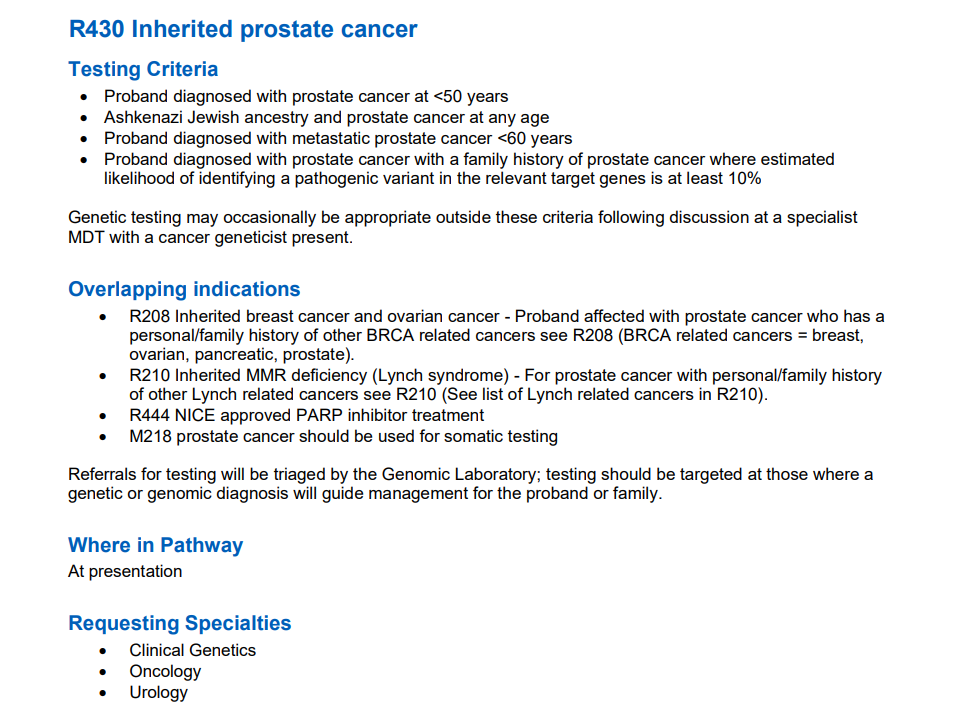 R430 Inherited prostate cancer
Testing Criteria
• Proband diagnosed with prostate cancer at <50 years
• Ashkenazi Jewish ancestry and prostate cancer at any age
• Proband diagnosed with metastatic prostate cancer <60 years
• Proband diagnosed with prostate cancer with a family history of prostate cancer where estimated
likelihood of identifying a pathogenic variant in the relevant target genes is at least 10%
Genetic testing may occasionally be appropriate outside these criteria following discussion at a specialist
MDT with a cancer geneticist present.
Overlapping indications
• R208 Inherited breast cancer and ovarian cancer - Proband affected with prostate cancer who has a
personal/family history of other BRCA related cancers see R208 (BRCA related cancers = breast,
ovarian, pancreatic, prostate).
• R210 Inherited MMR deficiency (Lynch syndrome) - For prostate cancer with personal/family history
of other Lynch related cancers see R210 (See list of Lynch related cancers in R210).
• R444 NICE approved PARP inhibitor treatment
• M218 prostate cancer should be used for somatic testing
Referrals for testing will be triaged by the Genomic Laboratory; testing should be targeted at those where a
genetic or genomic diagnosis will guide management for the proband or family.
Where in Pathway
At presentation
Requesting Specialties
• Clinical Genetics
• Oncology
• Urology